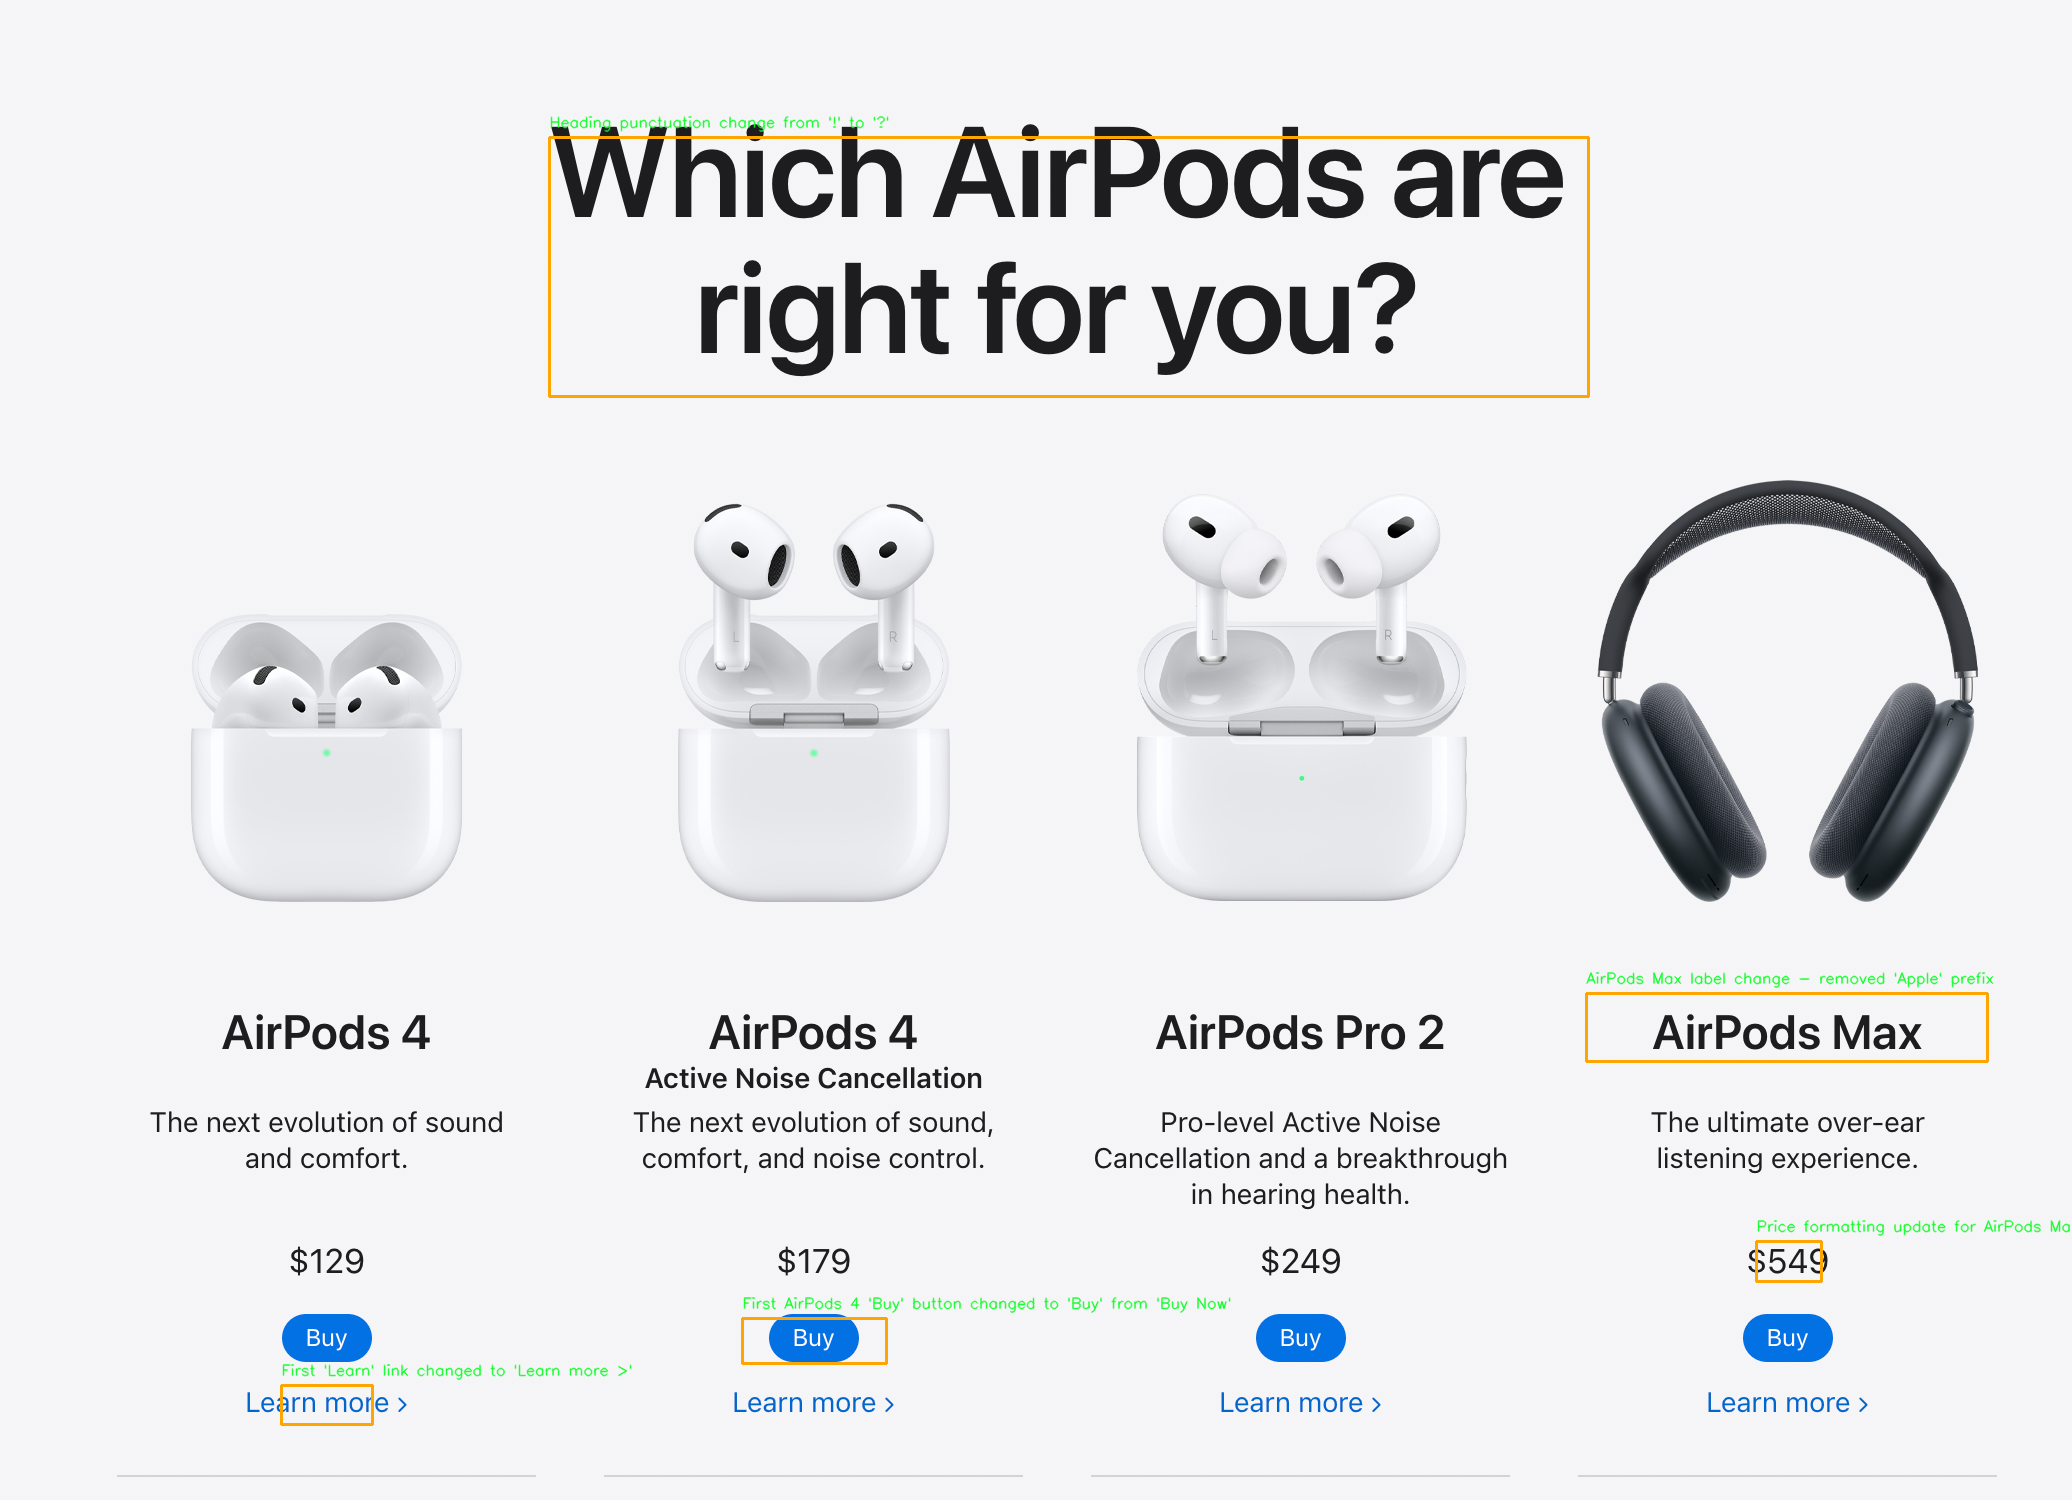 Heading punctuation change from '!' to '?'
Which AirPods are
right for you?
L
R
L
R
AirPods Max label change - removed 'Apple' prefix
AirPods 4
AirPods 4
AirPods Pro 2
AirPods Max
Active Noise Cancellation
The next evolution of sound
and comfort.
The next evolution of sound,
comfort, and noise control.
Pro-level Active Noise
Cancellation and a breakthrough
in hearing health.
The ultimate over-ear
listening experience.
Price formatting update for AirPods Ma
$129
$179
$249
$549
First AirPods 4 'Buy' button changed to 'Buy' from 'Buy Now'
Buy
Buy
Buy
Buy
First 'Learn' link changed to 'Learn more >'
Learn more >
Learn more >
Learn more >
Learn more >